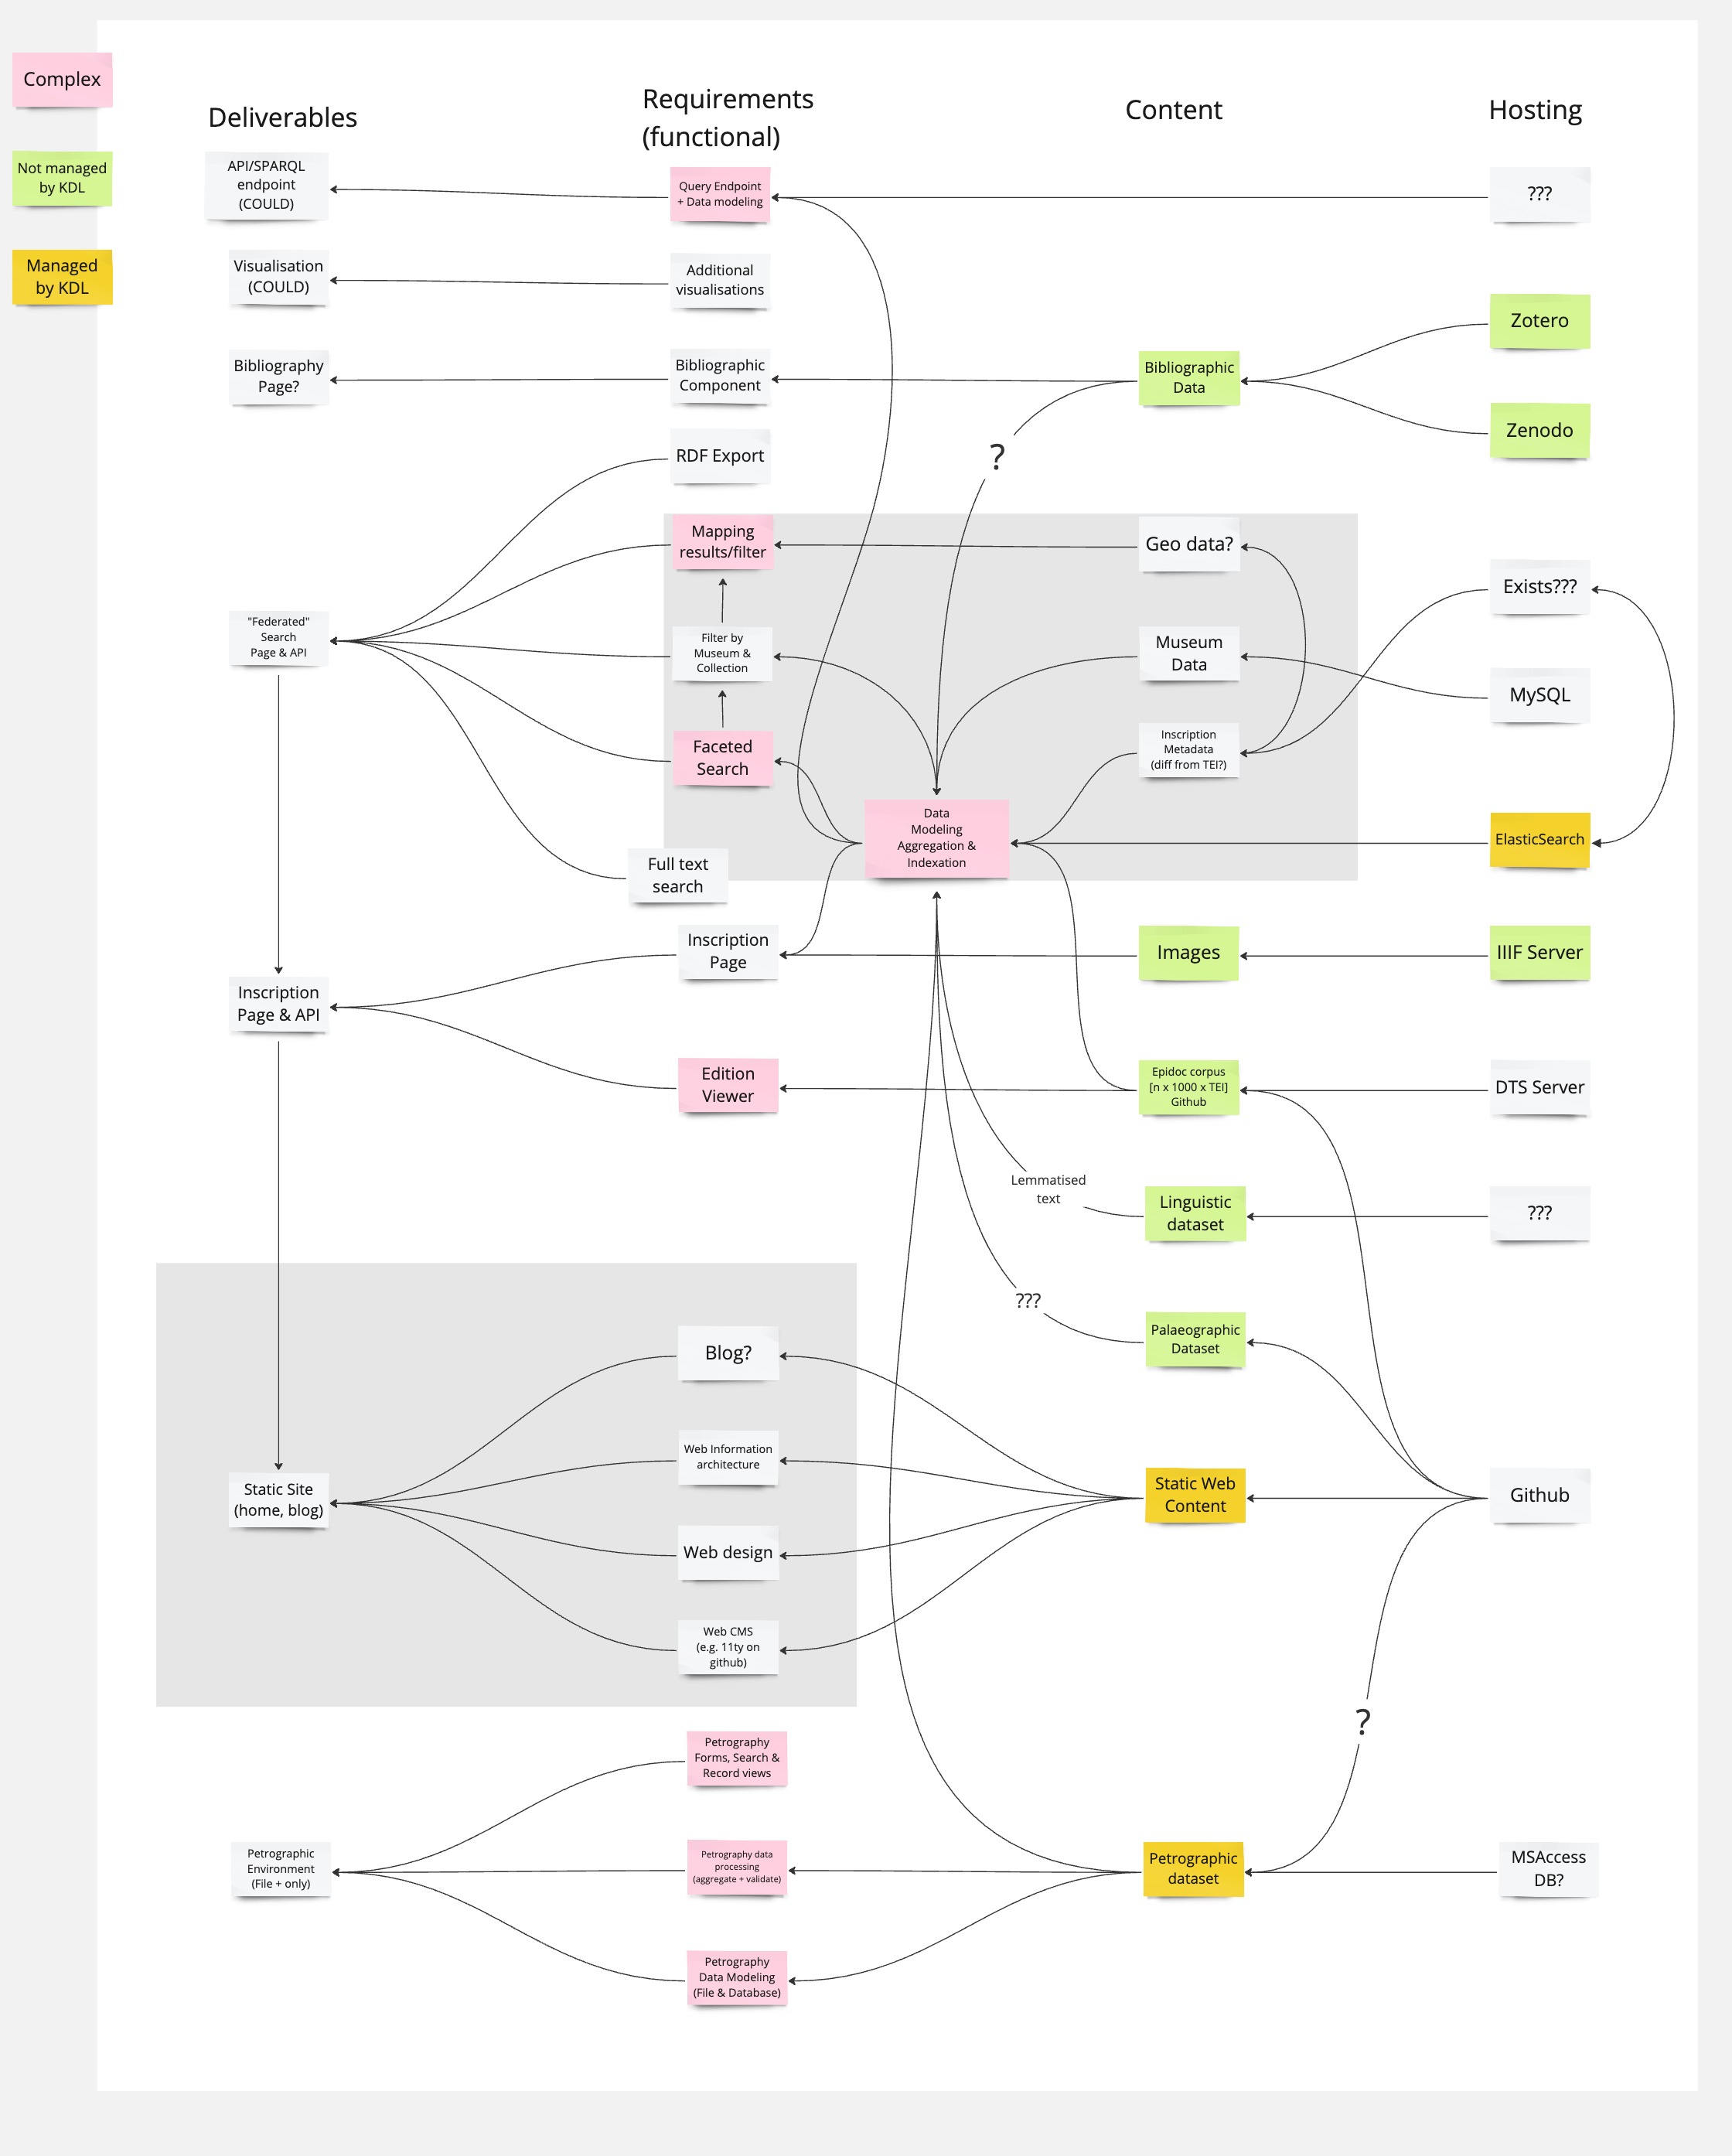 Complex
Not managed
by KDL
Managed
by KDL
Deliverables
Requirements
(functional)
Content
Hosting
API/SPARQL
endpoint
(COULD)
Query Endpoint
+ Data modeling
???
Visualisation
(COULD)
Additional
visualisations
Zotero
Bibliography
Page?
Bibliographic
Component
Bibliographic
Data
Zenodo
RDF Export
?
Mapping
results/filter
Geo data?
Exists???
"Federated"
Search
Page & API
Filter by
Museum &
Collection
Museum
Data
MySQL
Faceted
Search
Inscription
Metadata
(diff from TEI?)
Data
Modeling
Aggregation &
Indexation
ElasticSearch
Full text
search
Inscription
Page
Images
IIIF Server
Inscription
Page & API
Edition
Viewer
Epidoc corpus
[n x 1000 x TEI]
Github
DTS Server
Lemmatised
text
Linguistic
dataset
???
???
Palaeographic
Dataset
Blog?
Web Information
architecture
Static Site
(home, blog)
Static Web
Content
Github
Web design
Web CMS
(e.g. 11ty on
github)
?
Petrography
Forms, Search &
Record views
Petrographic
Environment
(File + only)
Petrography data
processing
(aggregate + validate)
Petrographic
dataset
MSAccess
DB?
Petrography
Data Modeling
(File & Database)